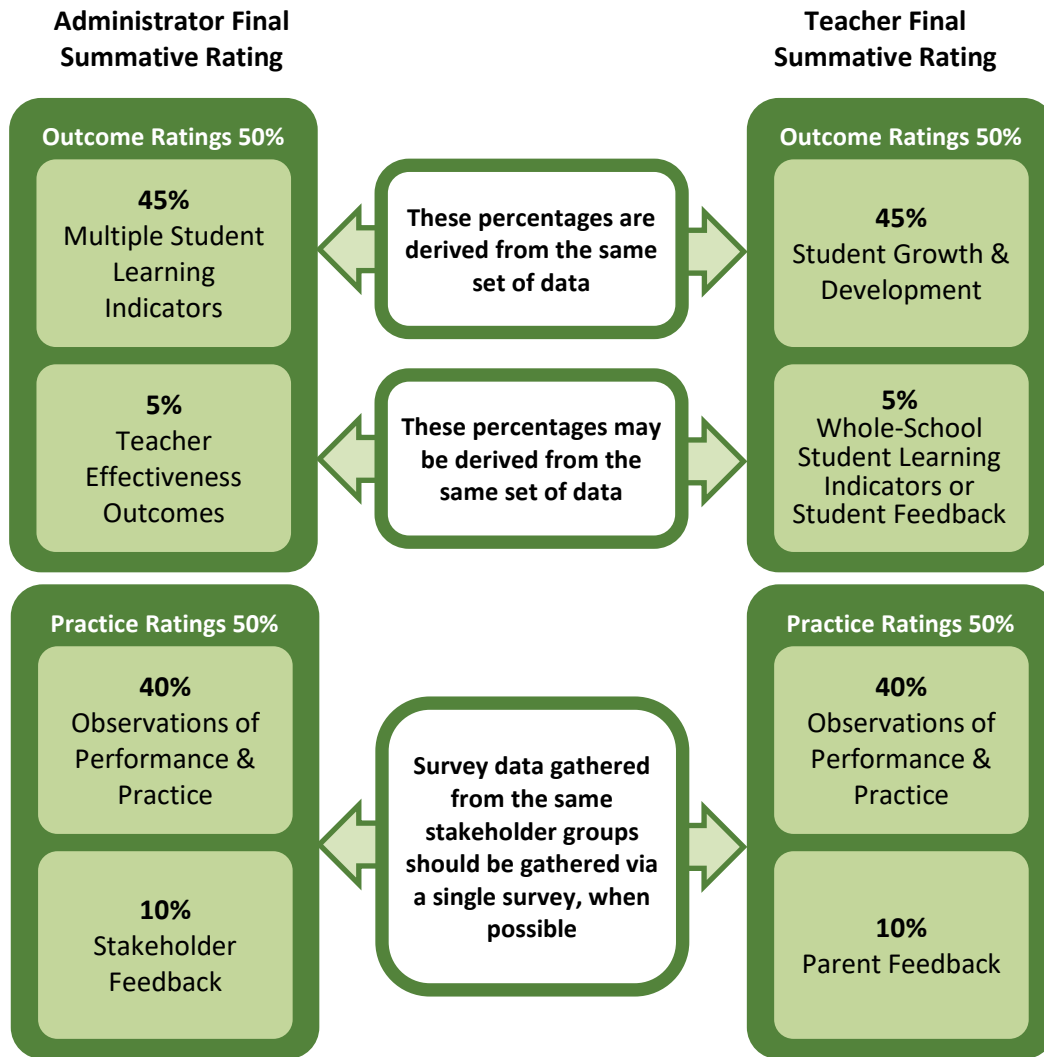 Administrator Final
Summative Rating
Teacher Final
Summative Rating
Outcome Ratings 50%
45%
Multiple Student
Learning
Indicators
These percentages are
derived from the same
set of data
Outcome Ratings 50%
45%
Student Growth &
Development
5%
Teacher
Effectiveness
Outcomes
These percentages may
be derived from the
same set of data
5%
Whole-School
Student Learning
Indicators or
Student Feedback
Practice Ratings 50%
40%
Observations of
Performance &
Practice
10%
Stakeholder
Feedback
Survey data gathered
from the same
stakeholder groups
should be gathered via
a single survey, when
possible
Practice Ratings 50%
40%
Observations of
Performance &
Practice
10%
Parent Feedback